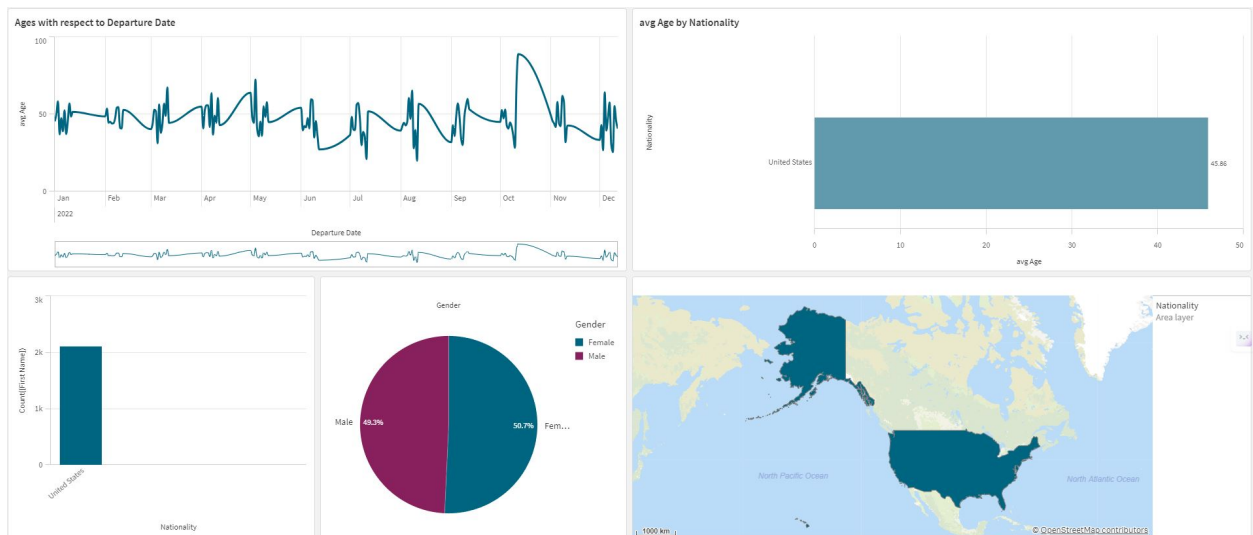 Ages with respect to Departure Date
100
50
0
avg Age
Jan Feb Mar Apr May Jun Jul Aug Sep Oct Nov Dec
2022
Departure Date
avg Age by Nationality
Nationality
United States
45.86
0 10 20 30 40 50
avg Age
3k
2k
1k
0
Count([First Name])
United States
Nationality
Gender
Male 49.3%
50.7% Fem...
Gender
Female
Male
Nationality
Area layer
North Pacific Ocean
North Atlantic Ocean
1000 km
© OpenStreetMap contributors